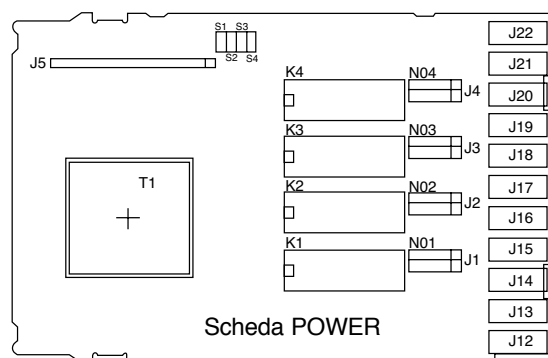 S1 S3
S2 S4
J5
K4
N04
J4
K3
N03
J3
K2
N02
J2
K1
N01
J1
T1
Scheda POWER
J22
J21
J20
J19
J18
J17
J16
J15
J14
J13
J12